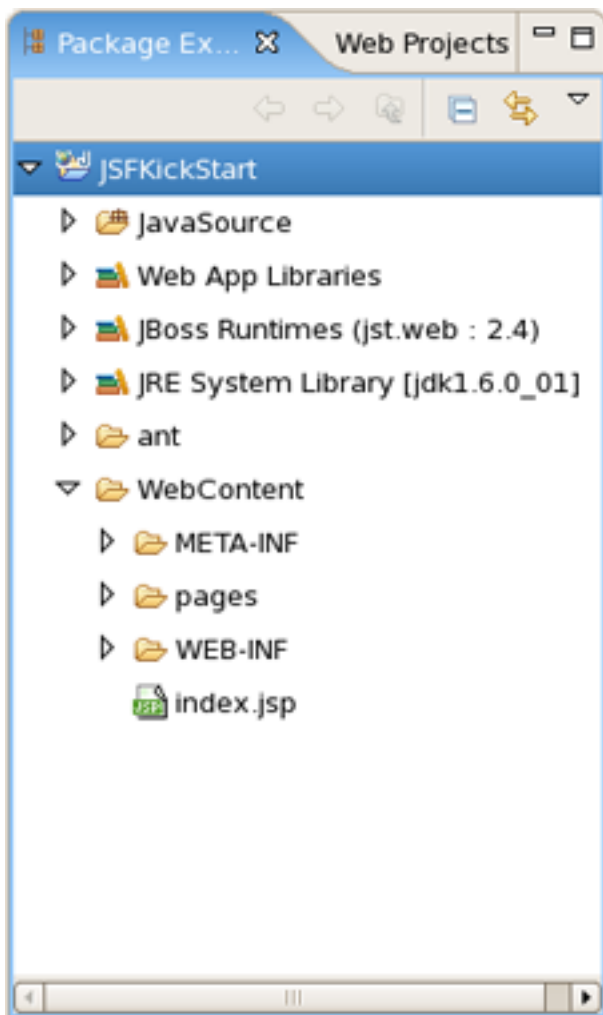 Package Ex... Web Projects
JSFKickStart
JavaSource
Web App Libraries
JBoss Runtimes (jst.web : 2.4)
JRE System Library [jdk1.6.0_01]
ant
WebContent
META-INF
pages
WEB-INF
JSP index.jsp